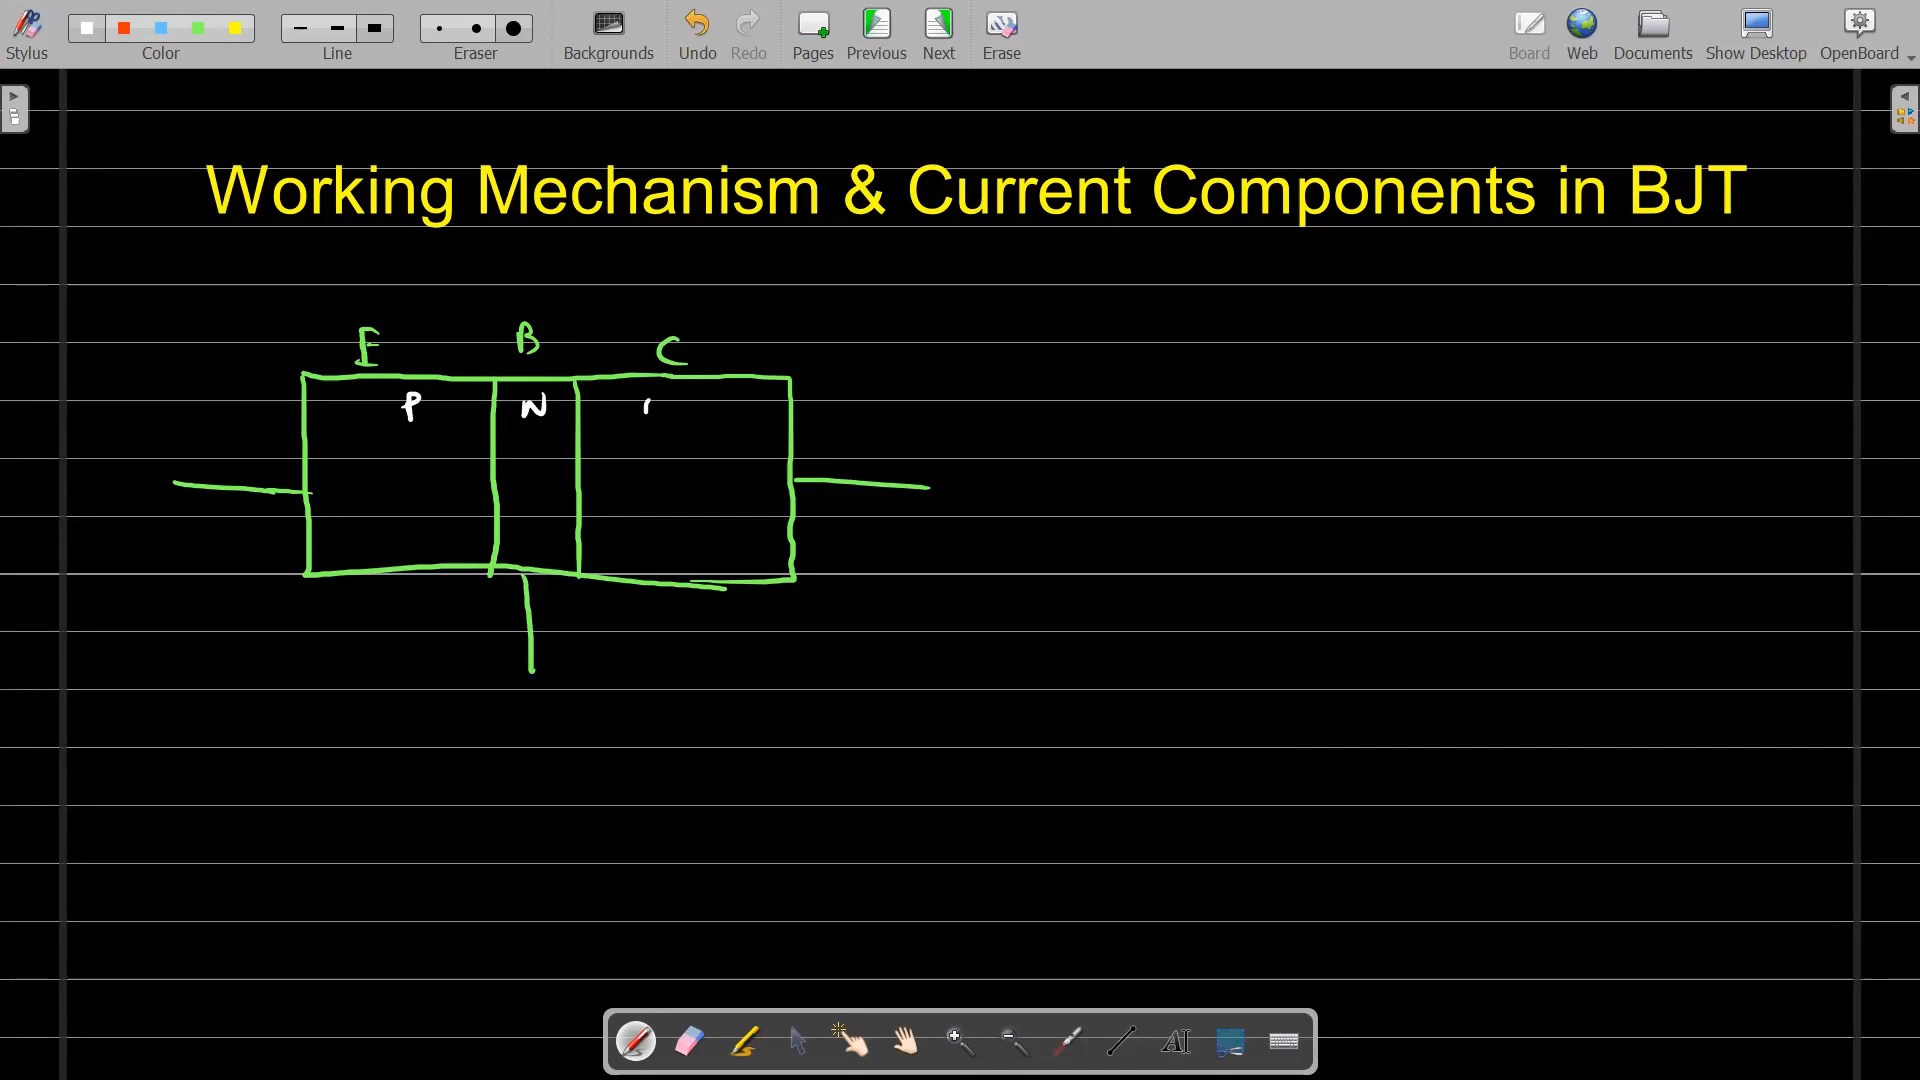 Stylus Color Line Eraser Backgrounds Undo Redo Pages Previous Next Erase Board Web Documents Show Desktop OpenBoard
Working Mechanism & Current Components in BJT
E B C
P N